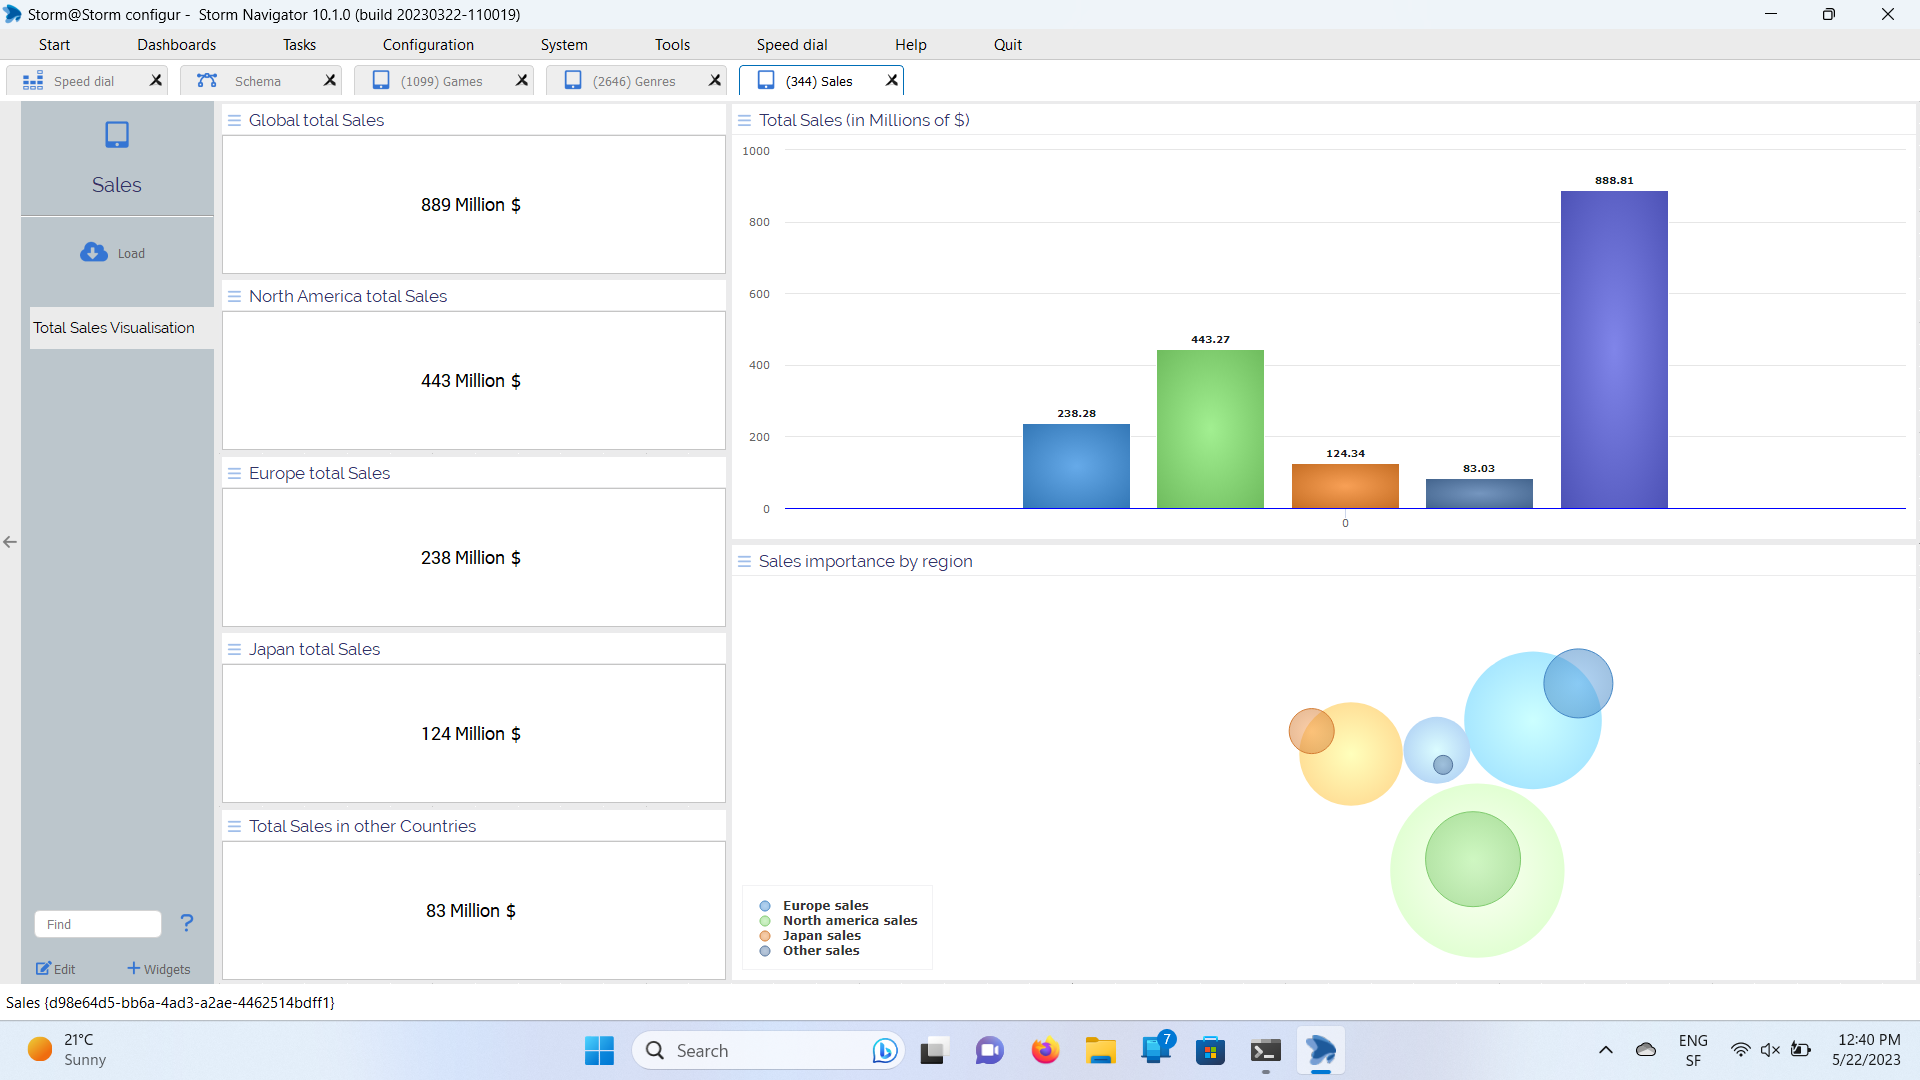 Storm@Storm configur - Storm Navigator 10.1.0 (build 20230322-110019)
Start Dashboards Tasks Configuration System Tools Speed dial Help Quit
Speed dial Schema (1099) Games (2646) Genres (344) Sales
Sales
Load
Total Sales Visualisation
Find ?
Edit + Widgets
Global total Sales
889 Million $
North America total Sales
443 Million $
Europe total Sales
238 Million $
Japan total Sales
124 Million $
Total Sales in other Countries
83 Million $
Total Sales (in Millions of $)
1000
800
600
400
200
0
238.28
443.27
124.34
83.03
888.81
0
Sales importance by region
Europe sales
North america sales
Japan sales
Other sales
Sales {d98e64d5-bb6a-4ad3-a2ae-4462514bdff1}
21°C
Sunny
Search
7
ENG
SF
12:40 PM
5/22/2023